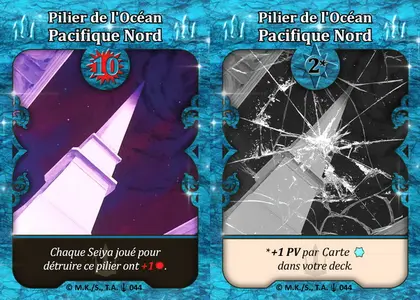 Pilier de l'Océan
Pacifique Nord
10
Chaque Seiya joué pour
détruire ce pilier ont +1.
© M.K./S., T.A. 044
Pilier de l'Océan
Pacifique Nord
2*
*+1 PV par Carte
dans votre deck.
© M.K./S., T.A. 044